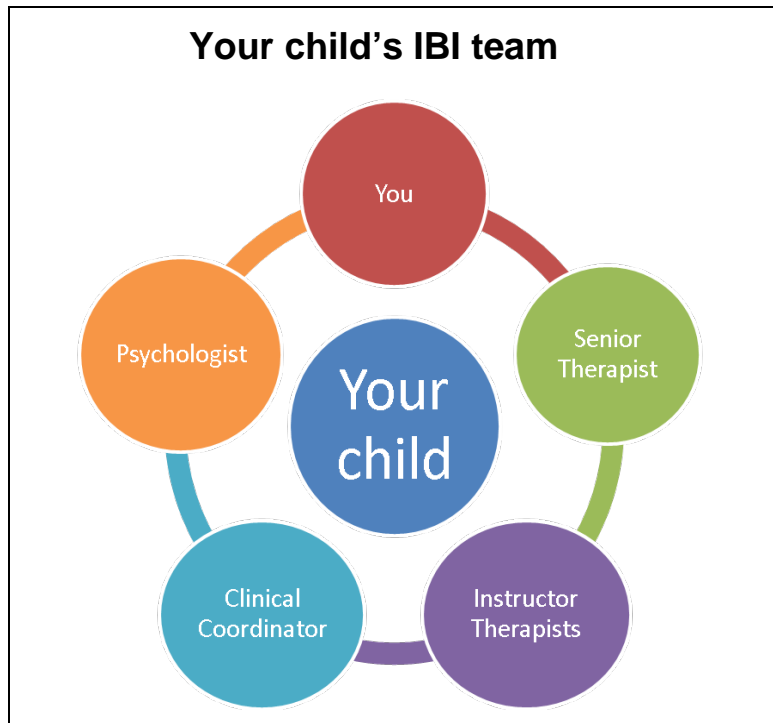 Your child’s IBI team
You
Psychologist
Senior
Therapist
Your
child
Clinical
Coordinator
Instructor
Therapists